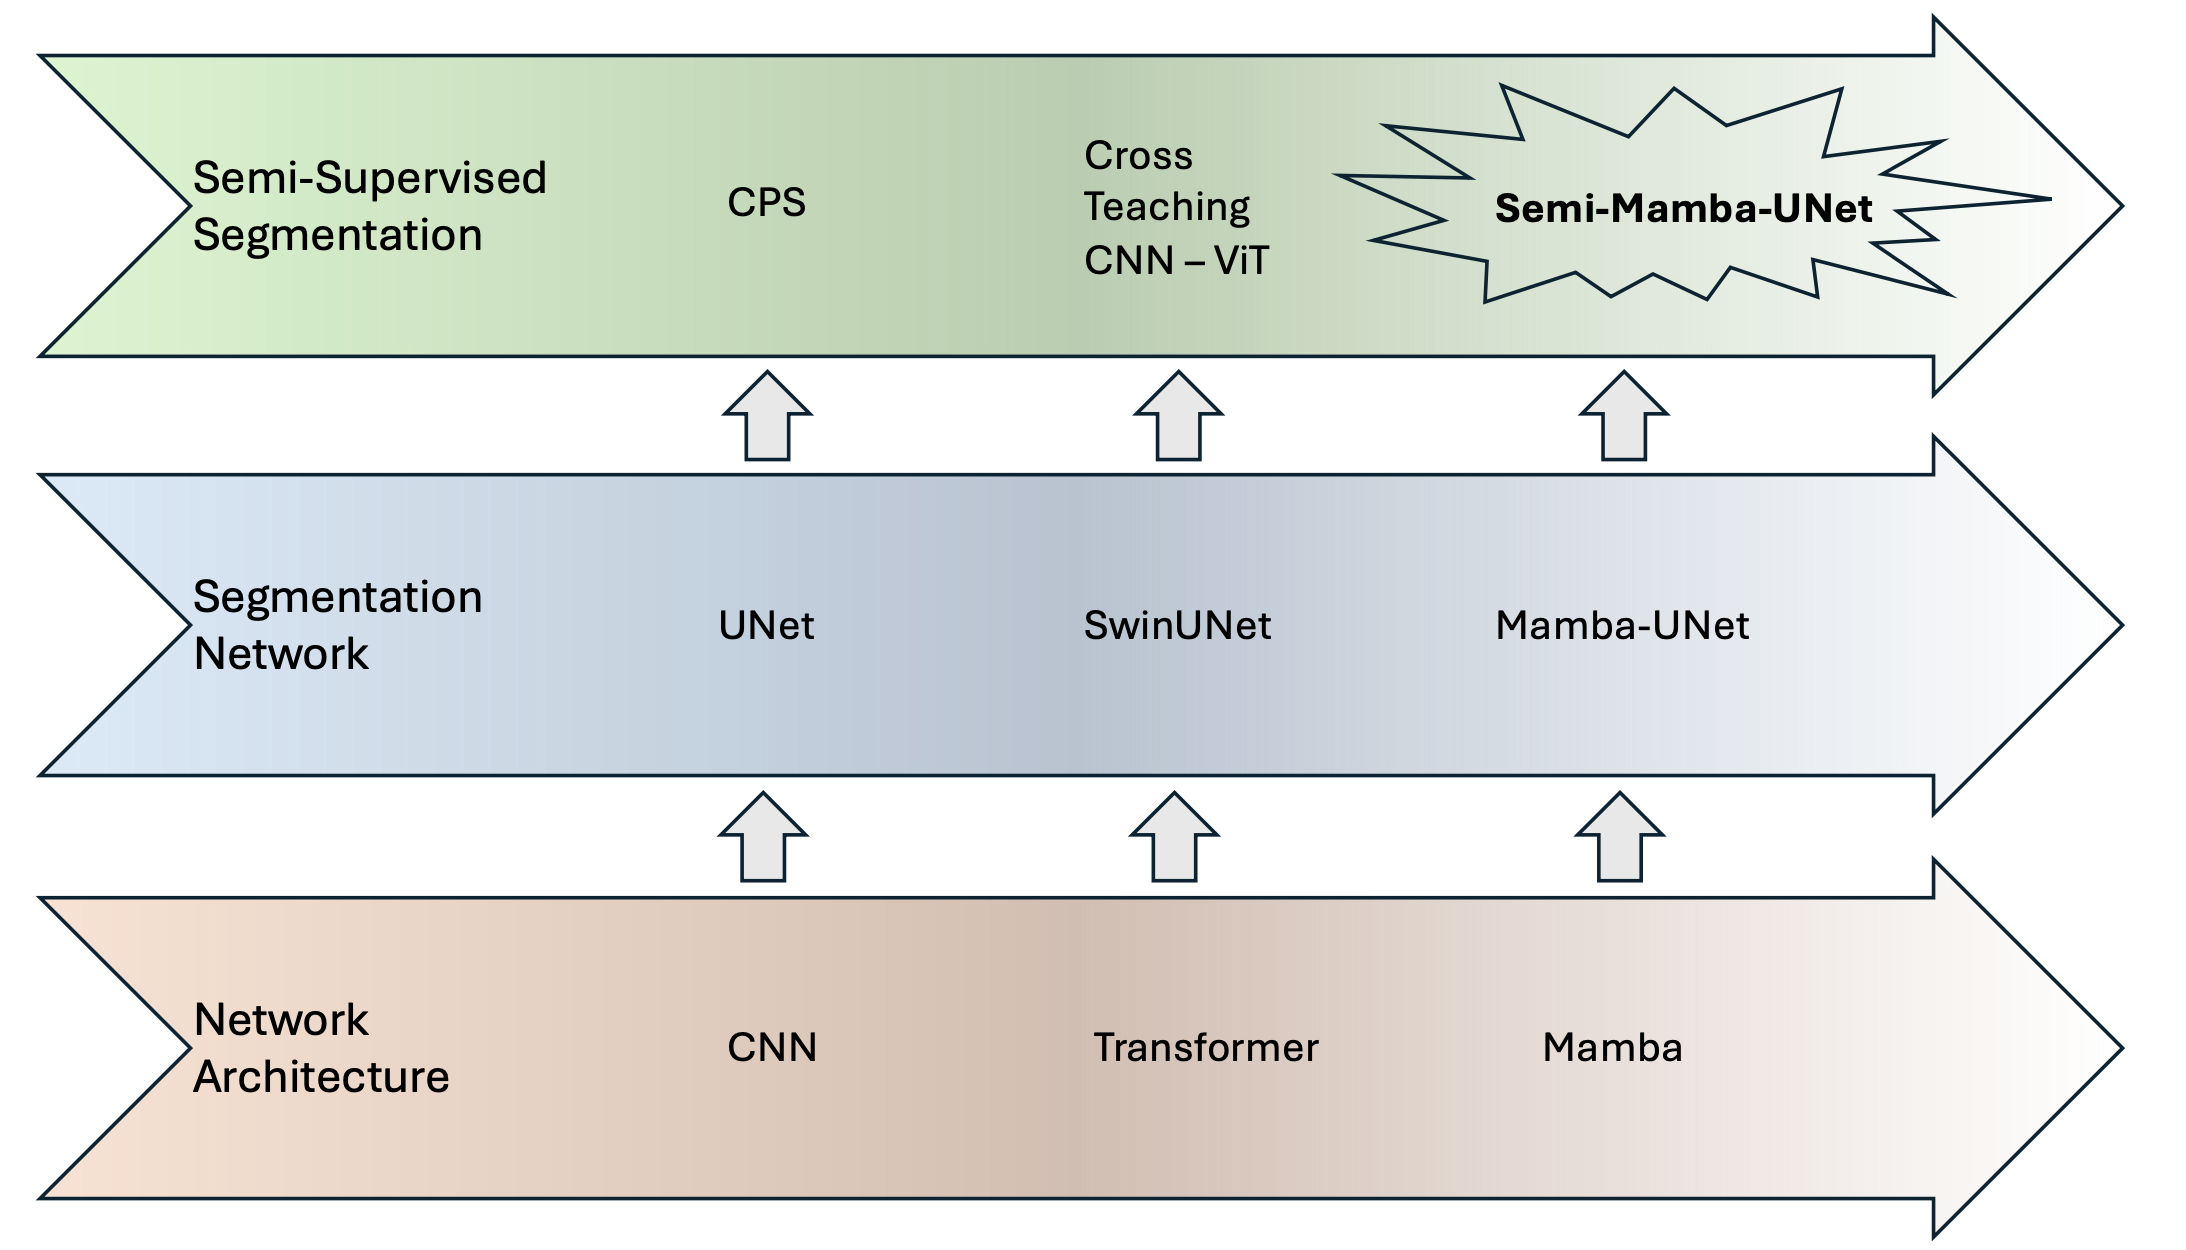 Semi-Supervised
Segmentation
CPS
Cross
Teaching
CNN – ViT
Semi-Mamba-UNet
Segmentation
Network
UNet
SwinUNet
Mamba-UNet
Network
Architecture
CNN
Transformer
Mamba